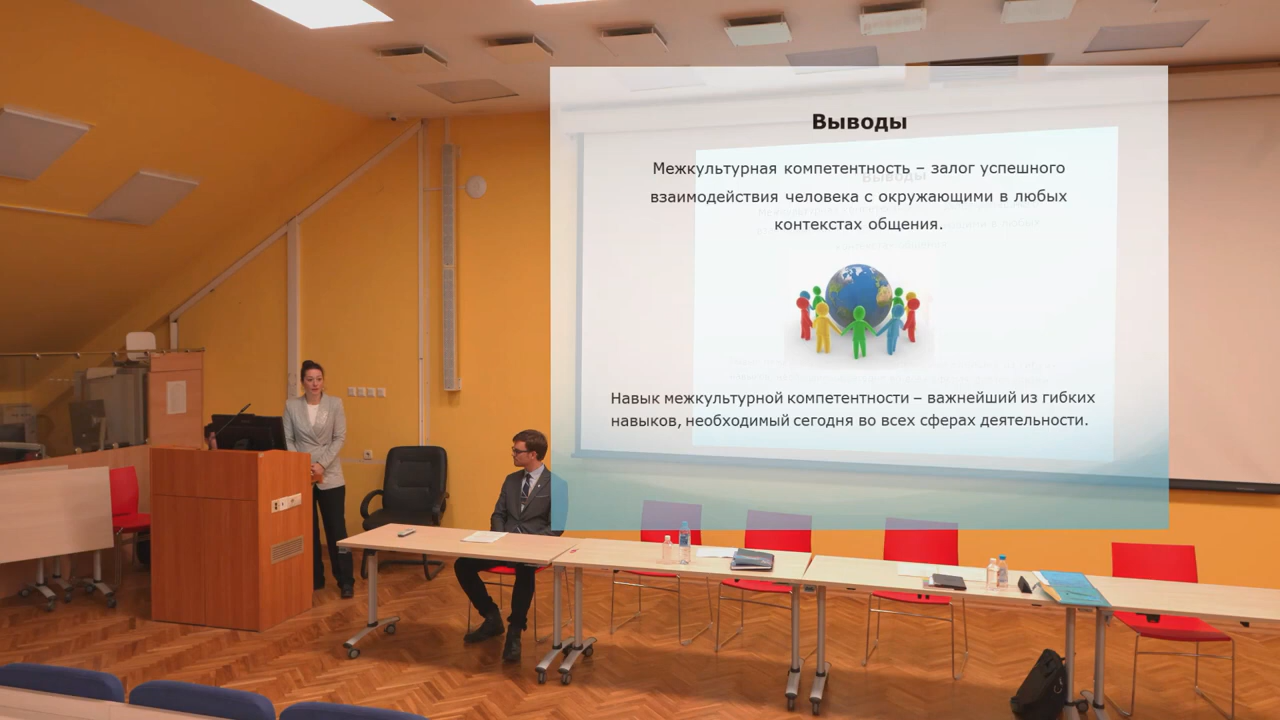 Выводы
Межкультурная компетентность – залог успешного
взаимодействия человека с окружающими в любых
контекстах общения.
Навык межкультурной компетентности – важнейший из гибких
навыков, необходимый сегодня во всех сферах деятельности.